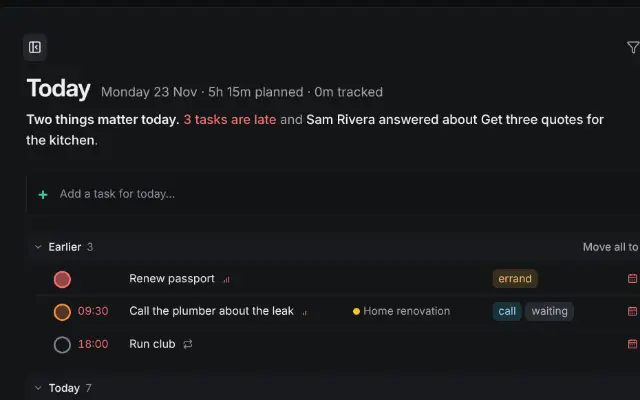 Today Monday 23 Nov · 5h 15m planned · 0m tracked
Two things matter today. 3 tasks are late and Sam Rivera answered about Get three quotes for
the kitchen.
+ Add a task for today...
Earlier 3 Move all to
Renew passport errand
09:30 Call the plumber about the leak Home renovation call waiting
18:00 Run club
Today 7